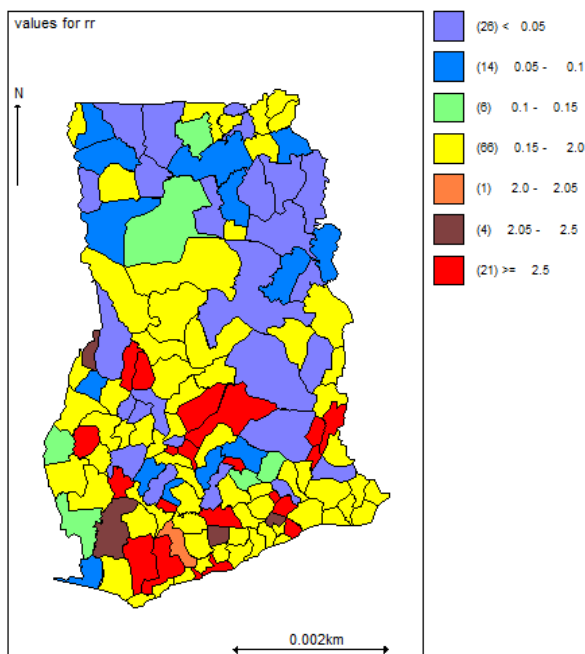 values for rr
N
(26) < 0.05
(14) 0.05 - 0.1
(6) 0.1 - 0.15
(66) 0.15 - 2.0
(1) 2.0 - 2.05
(4) 2.05 - 2.5
(21) >= 2.5
0.002km